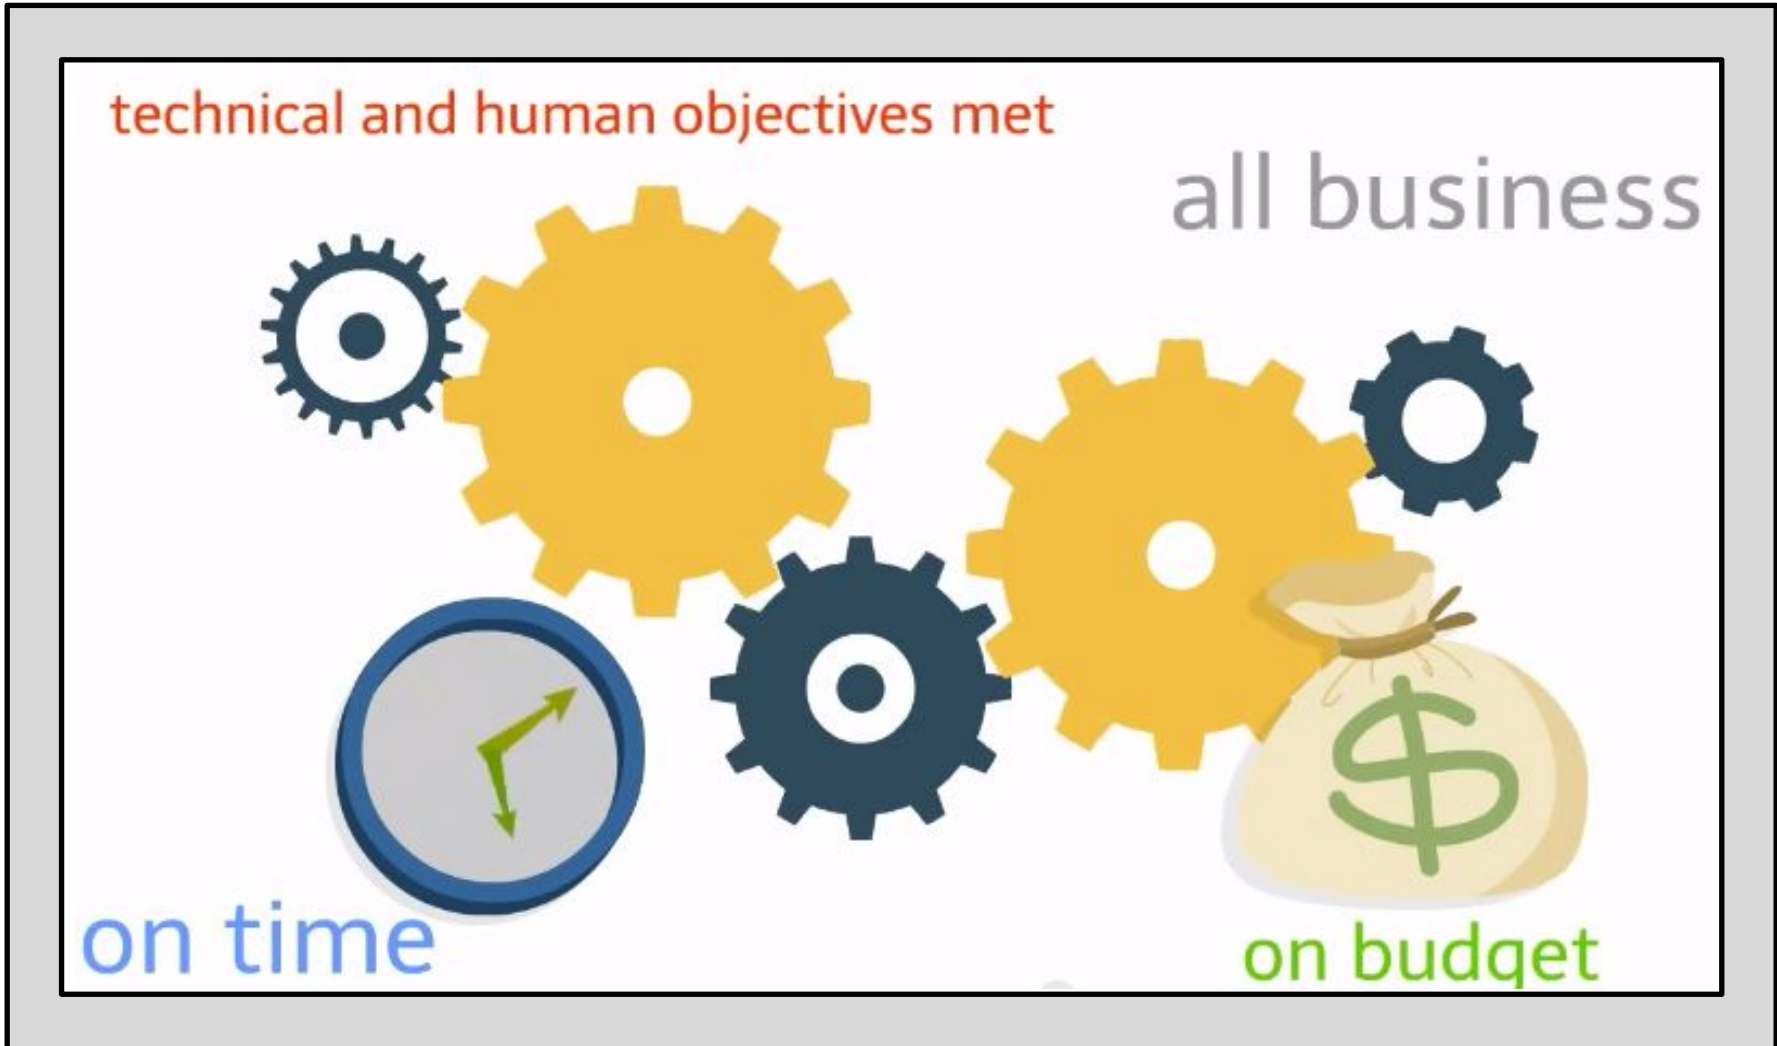 technical and human objectives met
all business
$
on time
on budget